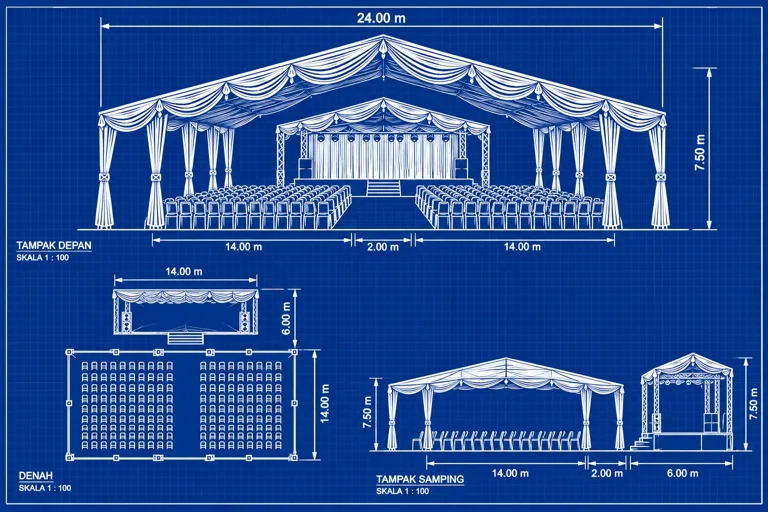 24.00 m
7.50 m
TAMPAK DEPAN
SKALA 1 : 100
14.00 m
2.00 m
14.00 m
14.00 m
6.00 m
14.00 m
DENAH
SKALA 1 : 100
7.50 m
7.50 m
14.00 m
2.00 m
6.00 m
TAMPAK SAMPING
SKALA 1 : 100